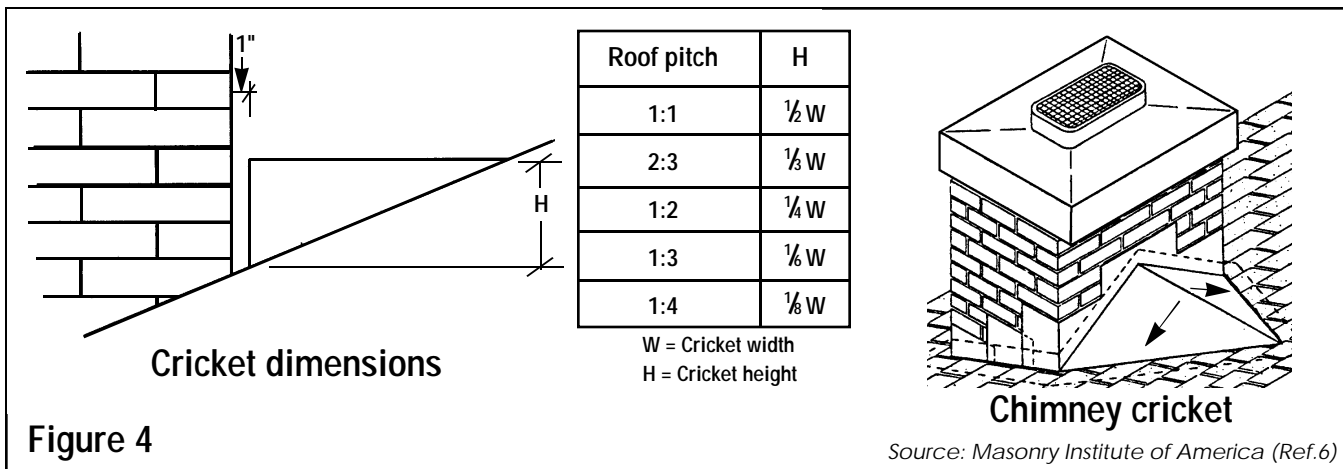 1"
H
Cricket dimensions
Roof pitch H
1:1 ½ W
2:3 ⅓ W
1:2 ¼ W
1:3 ⅙ W
1:4 ⅛ W
W = Cricket width
H = Cricket height
Chimney cricket
Figure 4
Source: Masonry Institute of America (Ref.6)